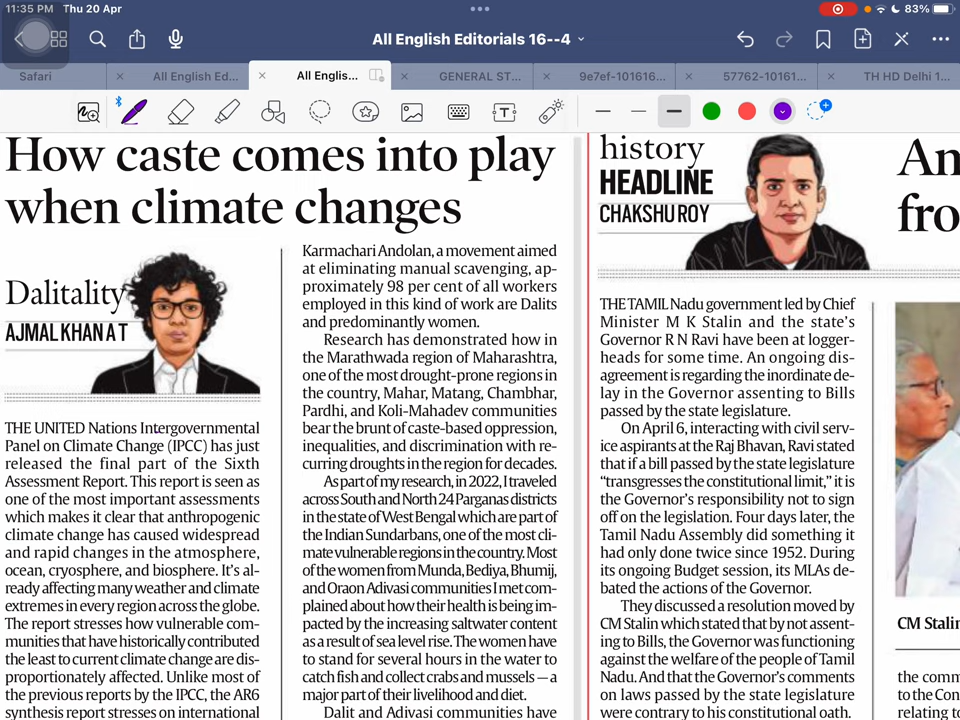 11:35 PM Thu 20 Apr
83%
All English Editorials 16--4
Safari
All English Ed...
All Englis...
GENERAL ST...
9e7ef-101616...
57762-10161...
TH HD Delhi 1...
How caste comes into play
when climate changes
Dalitality
AJMAL KHAN A T
THE UNITED Nations Intergovernmental
Panel on Climate Change (IPCC) has just
released the final part of the Sixth
Assessment Report. This report is seen as
one of the most important assessments
which makes it clear that anthropogenic
climate change has caused widespread
and rapid changes in the atmosphere,
ocean, cryosphere, and biosphere. It's al-
ready affecting many weather and climate
extremes in every region across the globe.
The report stresses how vulnerable com-
munities that have historically contributed
the least to current climate change are dis-
proportionately affected. Unlike most of
the previous reports by the IPCC, the AR6
synthesis report stresses on international
Karmachari Andolan, a movement aimed
at eliminating manual scavenging, ap-
proximately 98 per cent of all workers
employed in this kind of work are Dalits
and predominantly women.
Research has demonstrated how in
the Marathwada region of Maharashtra,
one of the most drought-prone regions in
the country, Mahar, Matang, Chambhar,
Pardhi, and Koli-Mahadev communities
bear the brunt of caste-based oppression,
inequalities, and discrimination with re-
curring droughts in the region for decades.
As part of my research, in 2022, I traveled
across South and North 24 Parganas districts
in the state of West Bengal which are part of
the Indian Sundarbans, one of the most cli-
mate vulnerable regions in the country. Most
of the women from Munda, Bediya, Bhumij,
and Oraon Adivasi communities I met com-
plained about how their health is being im-
pacted by the increasing saltwater content
as a result of sea level rise. The women have
to stand for several hours in the water to
catch fish and collect crabs and mussels — a
major part of their livelihood and diet.
Dalit and Adivasi communities have
history
HEADLINE
CHAKSHU ROY
THE TAMIL Nadu government led by Chief
Minister M K Stalin and the state's
Governor R N Ravi have been at logger-
heads for some time. An ongoing dis-
agreement is regarding the inordinate de-
lay in the Governor assenting to Bills
passed by the state legislature.
On April 6, interacting with civil serv-
ice aspirants at the Raj Bhavan, Ravi stated
that if a bill passed by the state legislature
“transgresses the constitutional limit,” it is
the Governor's responsibility not to sign
off on the legislation. Four days later, the
Tamil Nadu Assembly did something it
had only done twice since 1952. During
its ongoing Budget session, its MLAs de-
bated the actions of the Governor.
They discussed a resolution moved by
CM Stalin which stated that by not assent-
ing to Bills, the Governor was functioning
against the welfare of the people of Tamil
Nadu. And that the Governor's comments
on laws passed by the state legislature
were contrary to his constitutional oath.
An
fro
CM Stalin
the comm
to the Con
relating to